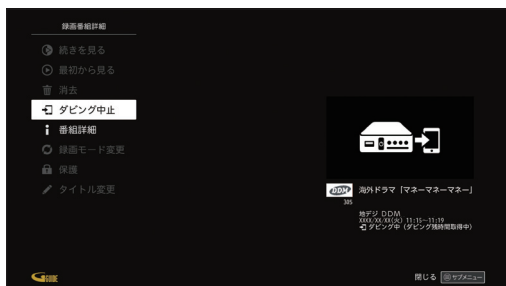 録画番組詳細
続きを見る
最初から見る
消去
ダビング中止
番組詳細
録画モード変更
保護
タイトル変更
DDM
305
海外ドラマ「マネーマネーマネー」
地デジ DDM
XXXX/XX/XX(火) 11:15~11:19
ダビング中 (ダビング残時間取得中)
G GUIDE
閉じる サブメニュー